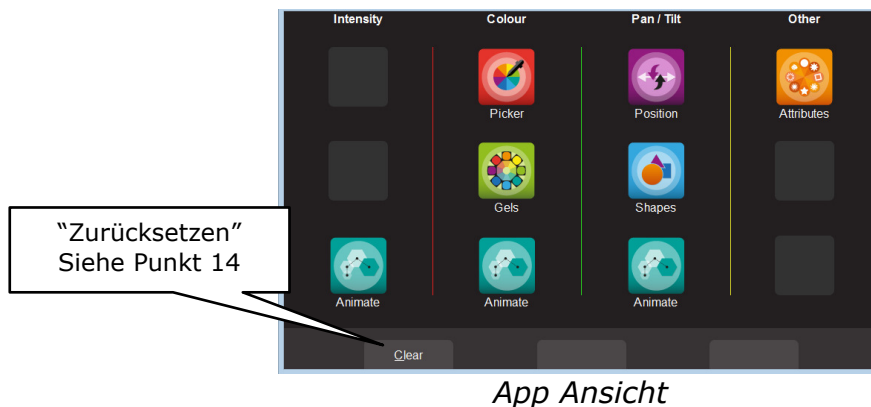 Intensity Colour Pan / Tilt Other
Picker Position Attributes
Gels Shapes
"Zurücksetzen"
Siehe Punkt 14
Animate Animate Animate
Clear
App Ansicht